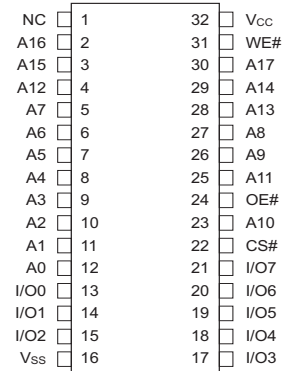 NC 1 32 Vcc
A16 2 31 WE#
A15 3 30 A17
A12 4 29 A14
A7 5 28 A13
A6 6 27 A8
A5 7 26 A9
A4 8 25 A11
A3 9 24 OE#
A2 10 23 A10
A1 11 22 CS#
A0 12 21 I/O7
I/O0 13 20 I/O6
I/O1 14 19 I/O5
I/O2 15 18 I/O4
Vss 16 17 I/O3